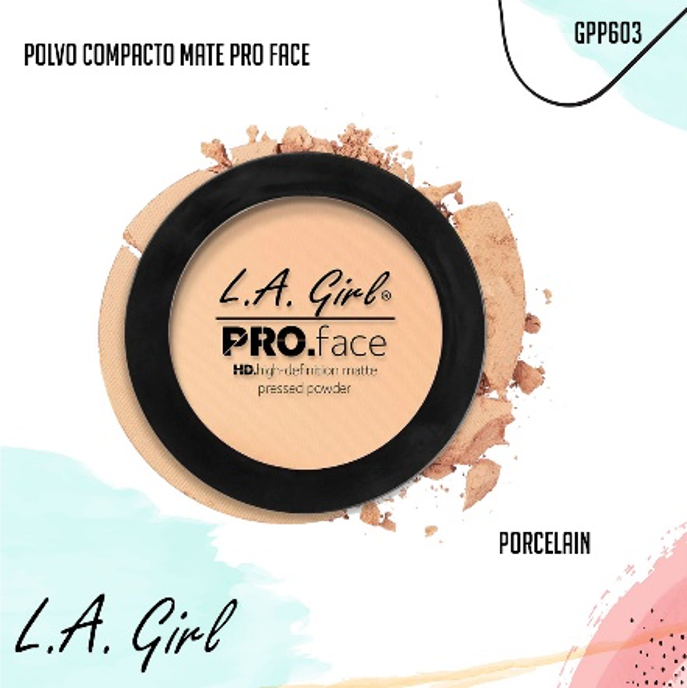 POLVO COMPACTO MATE PRO FACE
GPP603
L.A. Girl®
PRO.face
HD.high-definition matte
pressed powder
PORCELAIN
L.A. Girl